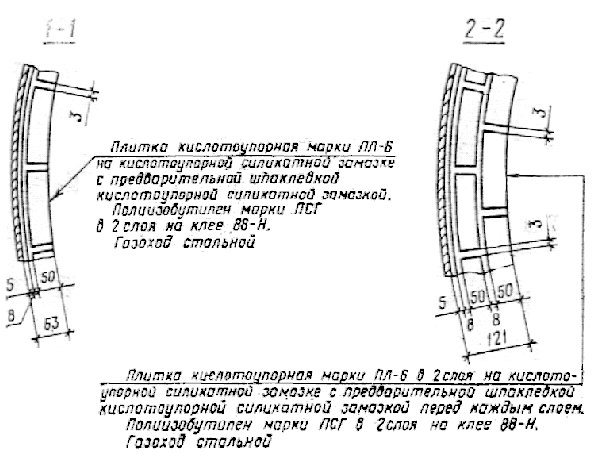 1-1
2-2
3
3
3
Плитка кислотоупорная марки ПЛ-6
на кислотоупорной силикатной замазке
с предварительной шпаклевкой
кислотоупорной силикатной замазкой.
Полиизобутилен марки ПСГ
в 2 слоя на клее 88-Н.
Газоход стальной
5
50
8
63
5
50
50
8
8
121
Плитка кислотоупорная марки ПЛ-6 в 2 слоя на кислото-
упорной силикатной замазке с предварительной шпаклевкой
кислотоупорной силикатной замазкой перед каждым слоем.
Полиизобутилен марки ПСГ в 2 слоя на клее 88-Н.
Газоход стальной